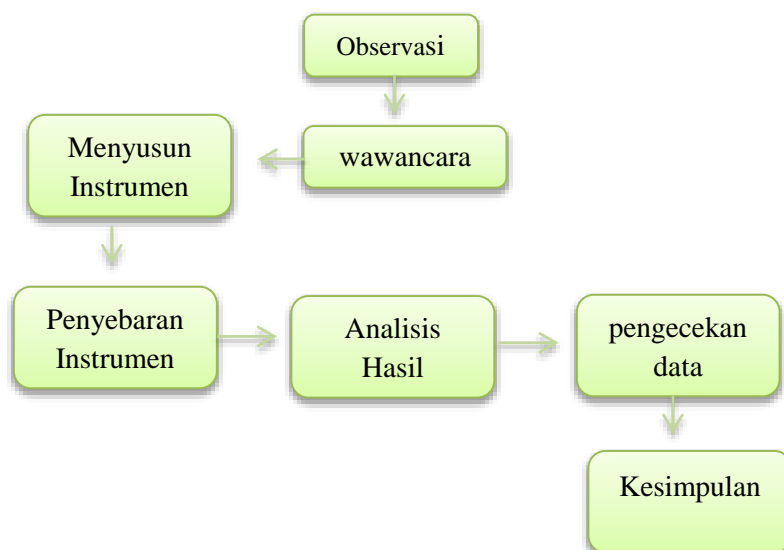 Observasi
wawancara
Menyusun
Instrumen
Penyebaran
Instrumen
Analisis
Hasil
pengecekan
data
Kesimpulan